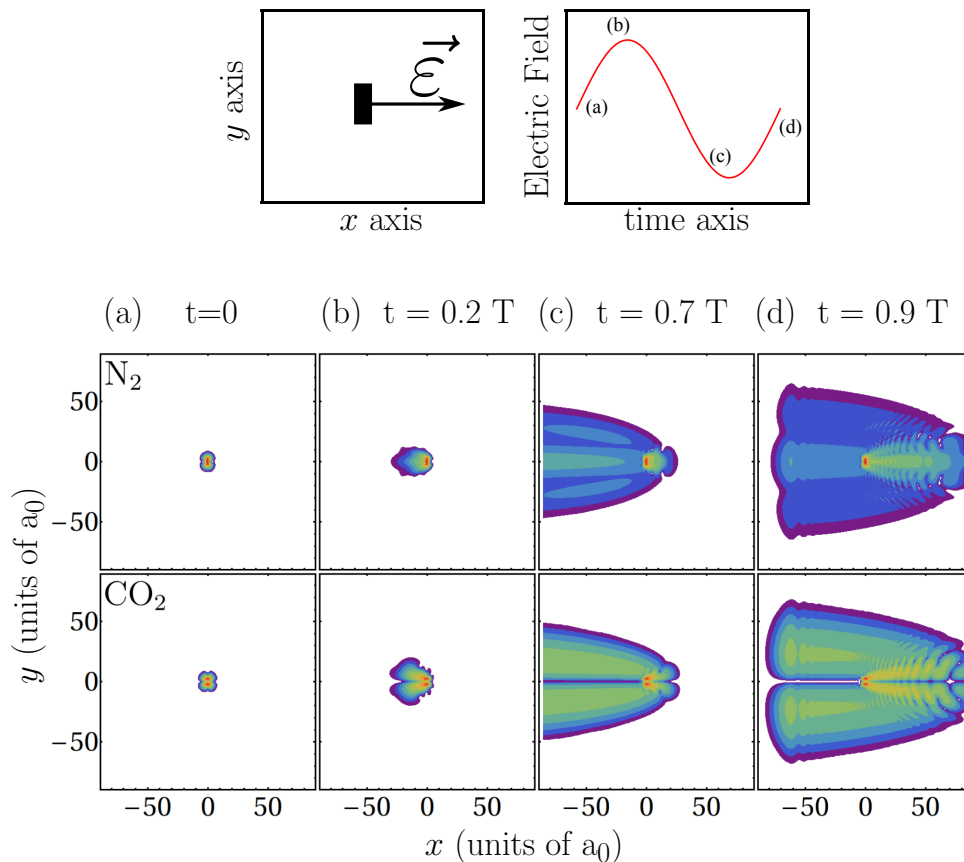 y axis
ℰ⃗
x axis
Electric Field
(a)
(b)
(c)
(d)
time axis
(a) t=0
(b) t = 0.2 T
(c) t = 0.7 T
(d) t = 0.9 T
N₂
50
0
−50
CO₂
50
0
−50
y (units of a₀)
−50 0 50
−50 0 50
−50 0 50
−50 0 50
x (units of a₀)